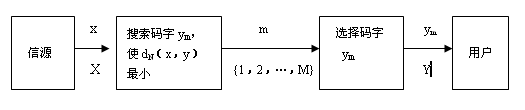 信源
x
X
搜索码字 ym,
使 dN(x, y)
最小
m
{1, 2, …, M}
选择码字
ym
ym
Y
用户